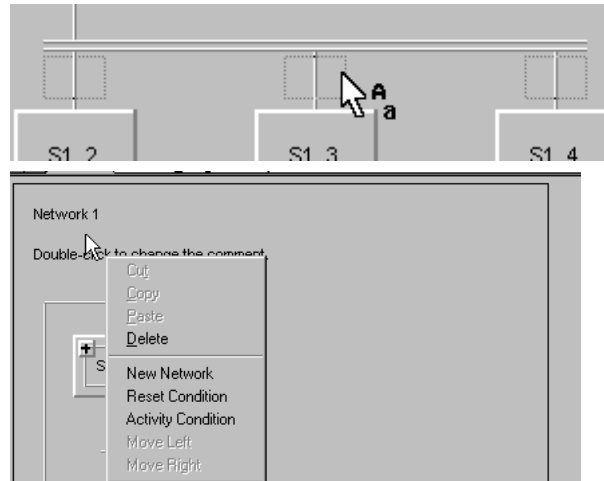 A
a
S1_2 S1_3 S1_4
Network 1
Double-click to change the comment.
Cut
Copy
Paste
Delete
S
New Network
Reset Condition
Activity Condition
Move Left
Move Right